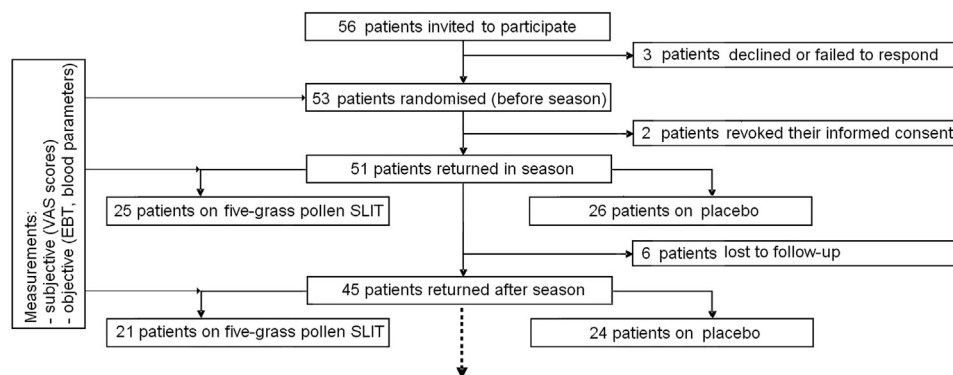 56 patients invited to participate
3 patients declined or failed to respond
53 patients randomised (before season)
2 patients revoked their informed consent
51 patients returned in season
25 patients on five-grass pollen SLIT
26 patients on placebo
6 patients lost to follow-up
45 patients returned after season
21 patients on five-grass pollen SLIT
24 patients on placebo
Measurements:
- subjective (VAS scores)
- objective (EBT, blood parameters)